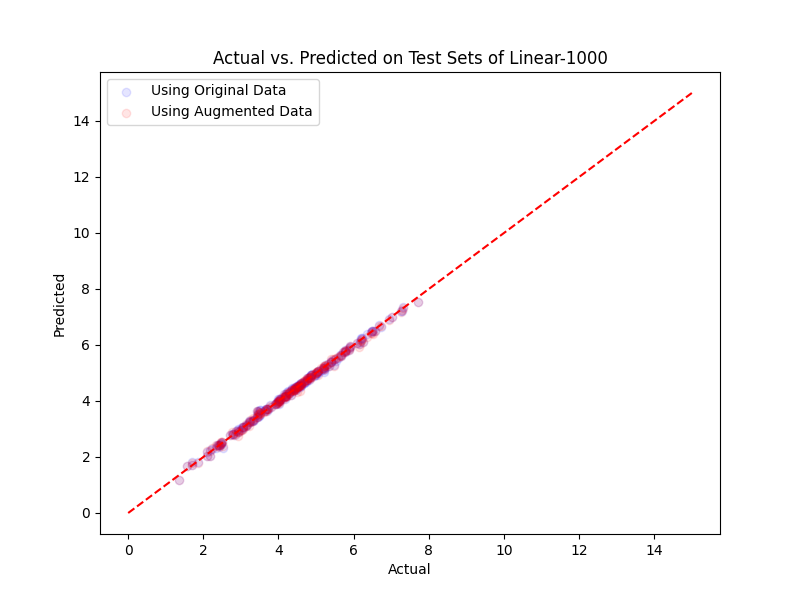 Actual vs. Predicted on Test Sets of Linear-1000
Using Original Data
Using Augmented Data
14
12
10
8
6
4
2
0
Predicted
0 2 4 6 8 10 12 14
Actual